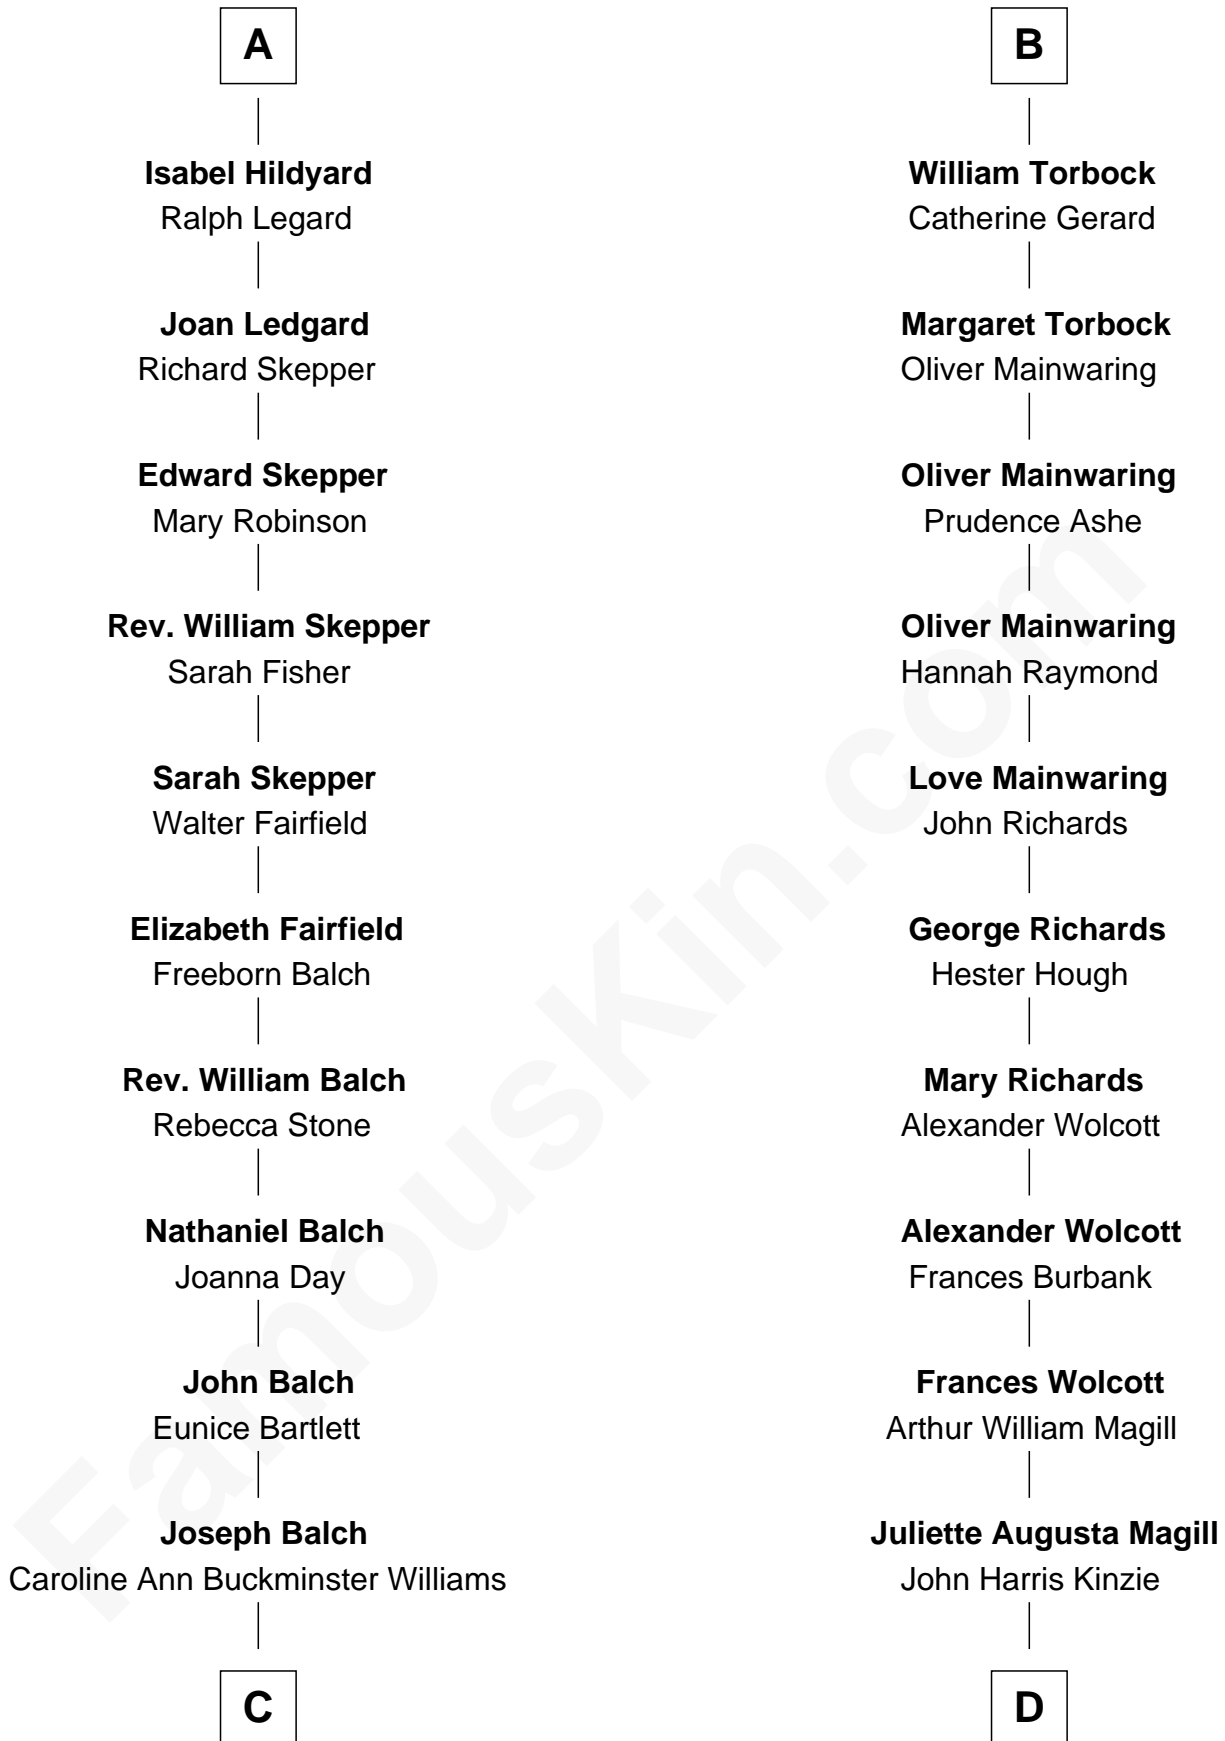 A
Isabel Hildyard
Ralph Legard
Joan Ledgard
Richard Skepper
Edward Skepper
Mary Robinson
Rev. William Skepper
Sarah Fisher
Sarah Skepper
Walter Fairfield
Elizabeth Fairfield
Freeborn Balch
Rev. William Balch
Rebecca Stone
Nathaniel Balch
Joanna Day
John Balch
Eunice Bartlett
Joseph Balch
Caroline Ann Buckminster Williams
C
B
William Torbock
Catherine Gerard
Margaret Torbock
Oliver Mainwaring
Oliver Mainwaring
Prudence Ashe
Oliver Mainwaring
Hannah Raymond
Love Mainwaring
John Richards
George Richards
Hester Hough
Mary Richards
Alexander Wolcott
Alexander Wolcott
Frances Burbank
Frances Wolcott
Arthur William Magill
Juliette Augusta Magill
John Harris Kinzie
D
FamousKin.com